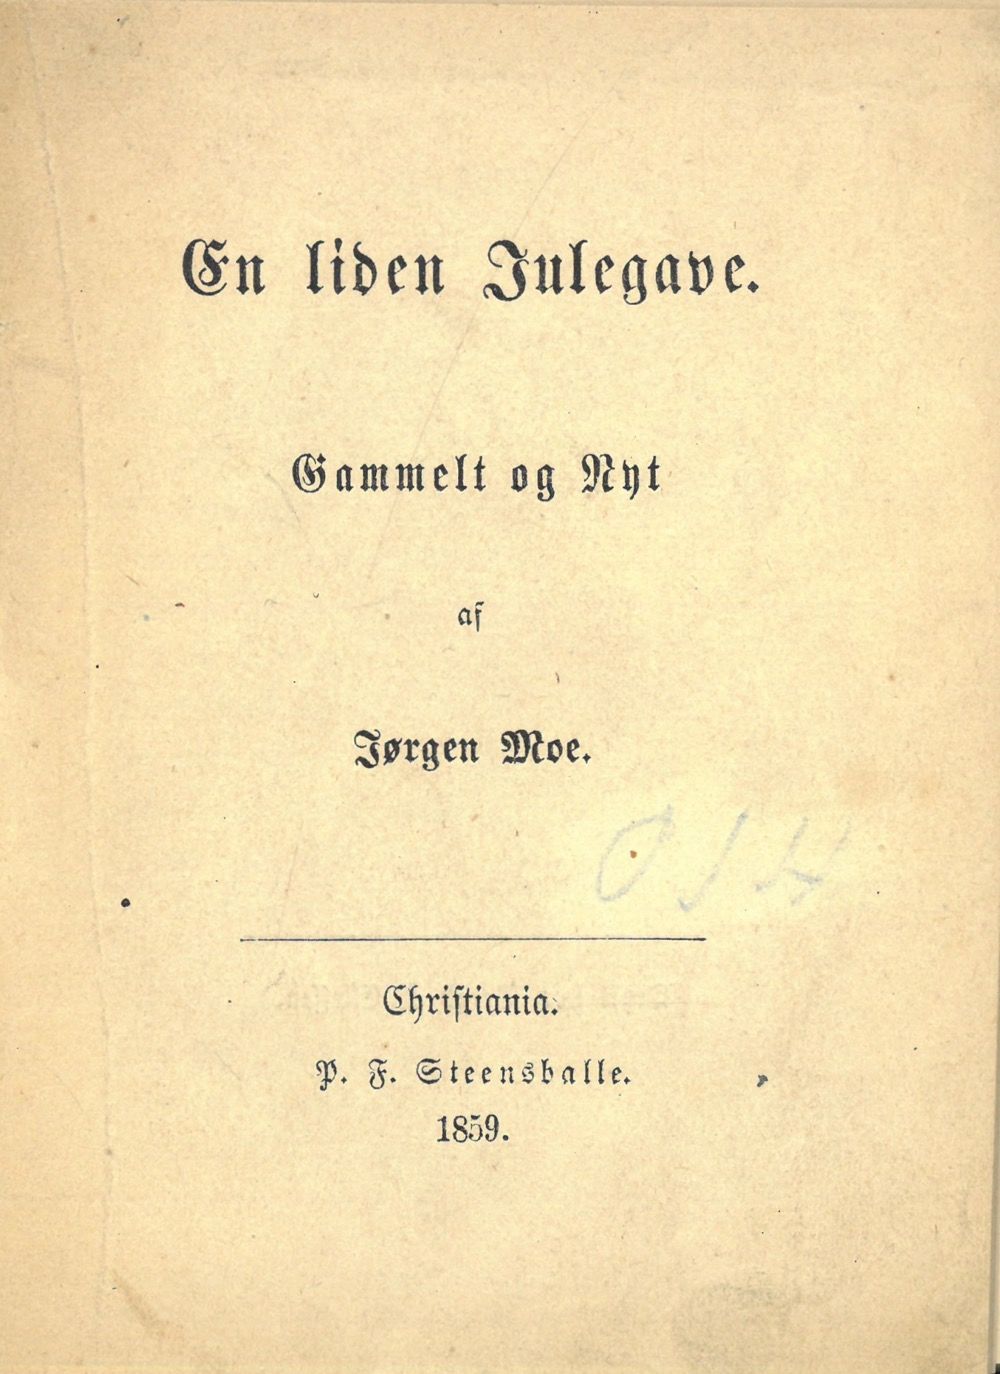 En liden Julegave.
Gammelt og Nyt
af
Jørgen Moe.
Christiania.
P. F. Steensballe.
1859.